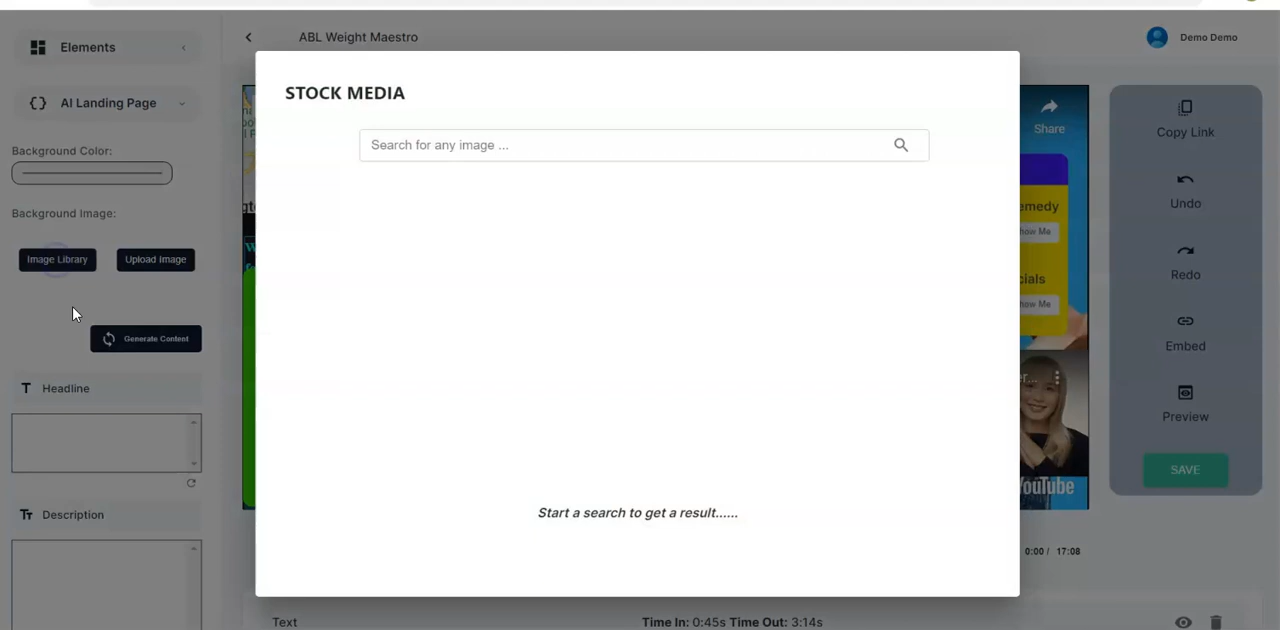 Elements
AI Landing Page
Background Color:
Background Image:
Image Library
Upload Image
Generate Content
Headline
Description
ABL Weight Maestro
Demo Demo
STOCK MEDIA
Search for any image ...
Start a search to get a result......
Share
emedy
how Me
cials
how Me
YouTube
Copy Link
Undo
Redo
Embed
Preview
SAVE
0:00 / 17:08
Text
Time In: 0:45s Time Out: 3:14s